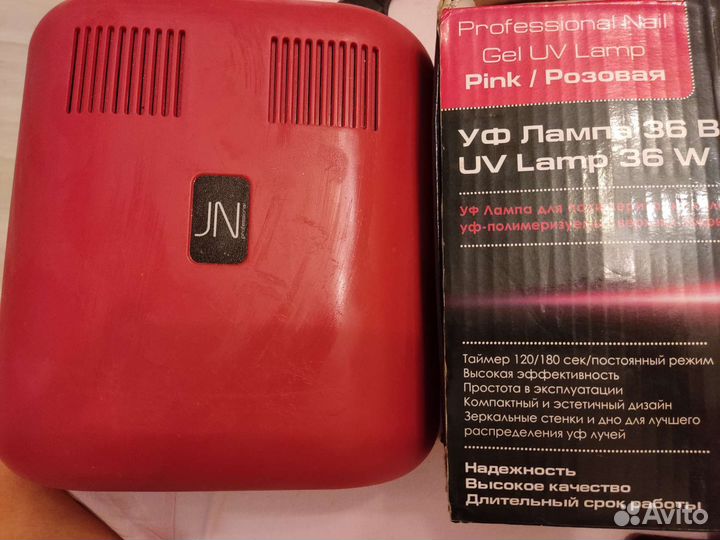 JN
professional
Professional Nail
Gel UV Lamp
Pink / Розовая
УФ Лампа 36 В
UV Lamp 36 W
УФ Лампа для
уф-полимеризуем
Таймер 120/180 сек/постоянный режим
Высокая эффективность
Простота в эксплуатации
Компактный и эстетичный дизайн
Зеркальные стенки и дно для лучшего
распределения уф лучей
Надежность
Высокое качество
Длительный срок работы
Avito